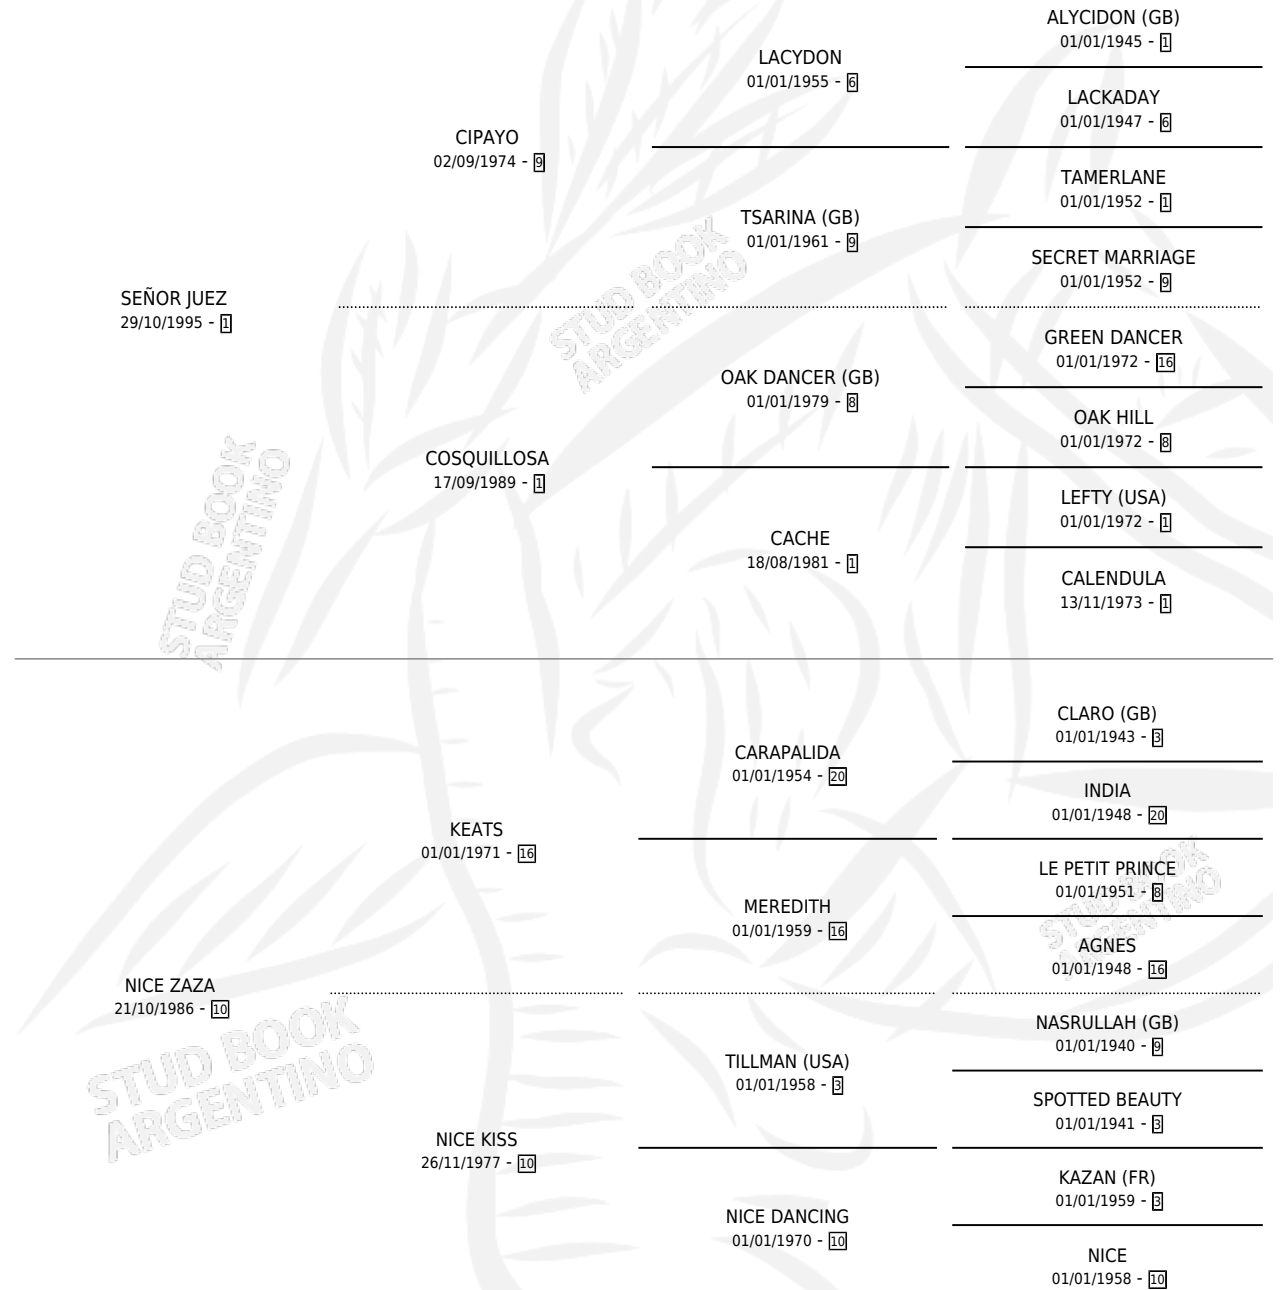 ALYCIDON (GB)
01/01/1945 - 1
LACYDON
01/01/1955 - 6
LACKADAY
01/01/1947 - 6
CIPAYO
02/09/1974 - 9
TAMERLANE
01/01/1952 - 1
TSARINA (GB)
01/01/1961 - 9
SECRET MARRIAGE
01/01/1952 - 9
SEÑOR JUEZ
29/10/1995 - 1
GREEN DANCER
01/01/1972 - 16
OAK DANCER (GB)
01/01/1979 - 8
OAK HILL
01/01/1972 - 8
COSQUILLOSA
17/09/1989 - 1
LEFTY (USA)
01/01/1972 - 1
CACHE
18/08/1981 - 1
CALENDULA
13/11/1973 - 1
CLARO (GB)
01/01/1943 - 3
CARAPALIDA
01/01/1954 - 20
INDIA
01/01/1948 - 20
KEATS
01/01/1971 - 16
LE PETIT PRINCE
01/01/1951 - 8
MEREDITH
01/01/1959 - 16
AGNES
01/01/1948 - 16
NICE ZAZA
21/10/1986 - 10
NASRULLAH (GB)
01/01/1940 - 9
TILLMAN (USA)
01/01/1958 - 3
SPOTTED BEAUTY
01/01/1941 - 3
NICE KISS
26/11/1977 - 10
KAZAN (FR)
01/01/1959 - 3
NICE DANCING
01/01/1970 - 10
NICE
01/01/1958 - 10
STUD BOOK
ARGENTINO
STUD BOOK
ARGENTINO
STUD BOOK
ARGENTINO
STUD BOOK
ARGENTINO